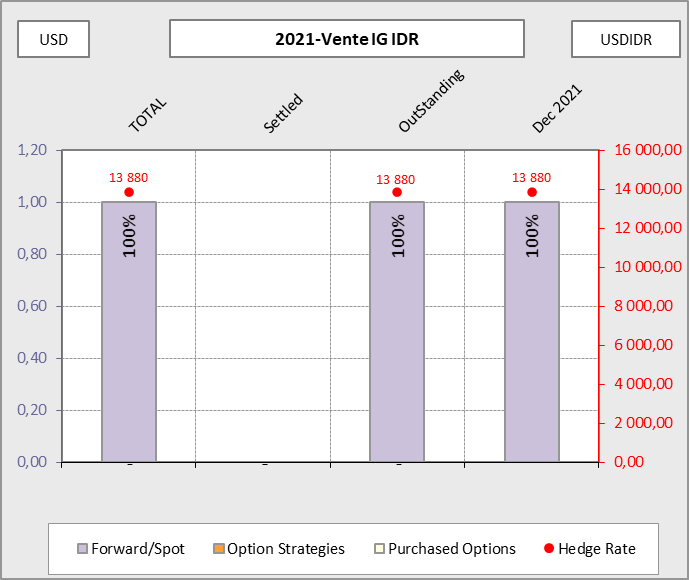 USD
2021-Vente IG IDR
USDIDR
TOTAL
Settled
OutStanding
Dec 2021
1,20
1,00
0,80
0,60
0,40
0,20
0,00
16 000,00
14 000,00
12 000,00
10 000,00
8 000,00
6 000,00
4 000,00
2 000,00
0,00
13 880
13 880
13 880
100%
100%
100%
-
-
-
Forward/Spot
Option Strategies
Purchased Options
Hedge Rate